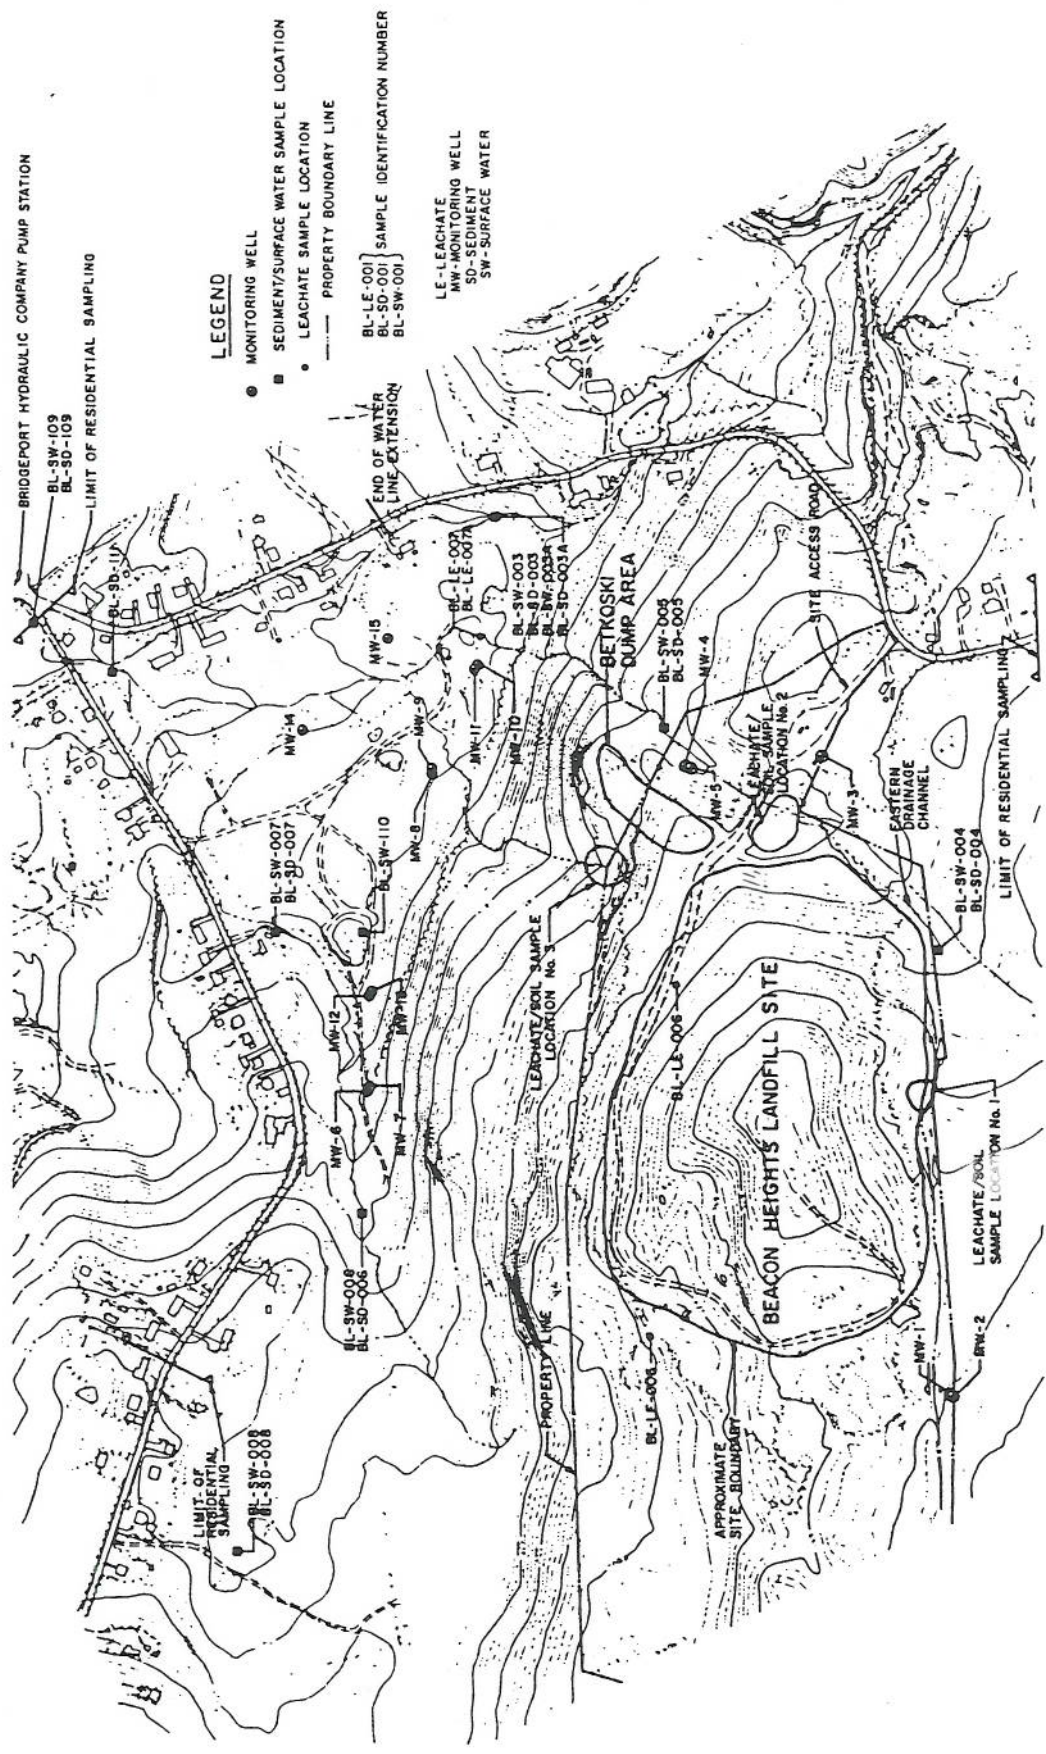 BRIDGEPORT HYDRAULIC COMPANY PUMP STATION
BL-SW-109
BL-SD-109
LIMIT OF RESIDENTIAL SAMPLING
BL-SD-111
LEGEND
MONITORING WELL
SEDIMENT/SURFACE WATER SAMPLE LOCATION
LEACHATE SAMPLE LOCATION
PROPERTY BOUNDARY LINE
BL-LE-001
BL-SD-001
BL-SW-001
SAMPLE IDENTIFICATION NUMBER
LE-LEACHATE
MW-MONITORING WELL
SD-SEDIMENT
SW-SURFACE WATER
END OF WATER
LINE EXTENSION
MW-15
MW-14
BL-LE-007
BL-LE-007A
BL-SW-003
BL-SD-003
BL-SW-003A
BL-SD-003A
MW-9
MW-11
MW-10
MW-8
BL-SW-007
BL-SD-007
BL-SW-110
MW-12
MW-6
MW-7
BL-SW-008
BL-SD-006
LIMIT OF
RESIDENTIAL
SAMPLING
BL-SW-008
BL-SD-008
BETKOSKI
DUMP AREA
BL-SW-005
BL-SD-005
MW-4
MW-5
LEACHATE/
SOIL SAMPLE
LOCATION No. 2
SITE ACCESS ROAD
MW-3
EASTERN
DRAINAGE
CHANNEL
BL-SW-004
BL-SD-004
LIMIT OF RESIDENTIAL SAMPLING
LEACHATE/SOIL SAMPLE
LOCATION No. 3
BL-LE 006
BEACON HEIGHTS LANDFILL SITE
PROPERTY LINE
BL-LE-006
APPROXIMATE
SITE BOUNDARY
LEACHATE/SOIL
SAMPLE LOCATION No. 1
MW-1
MW-2